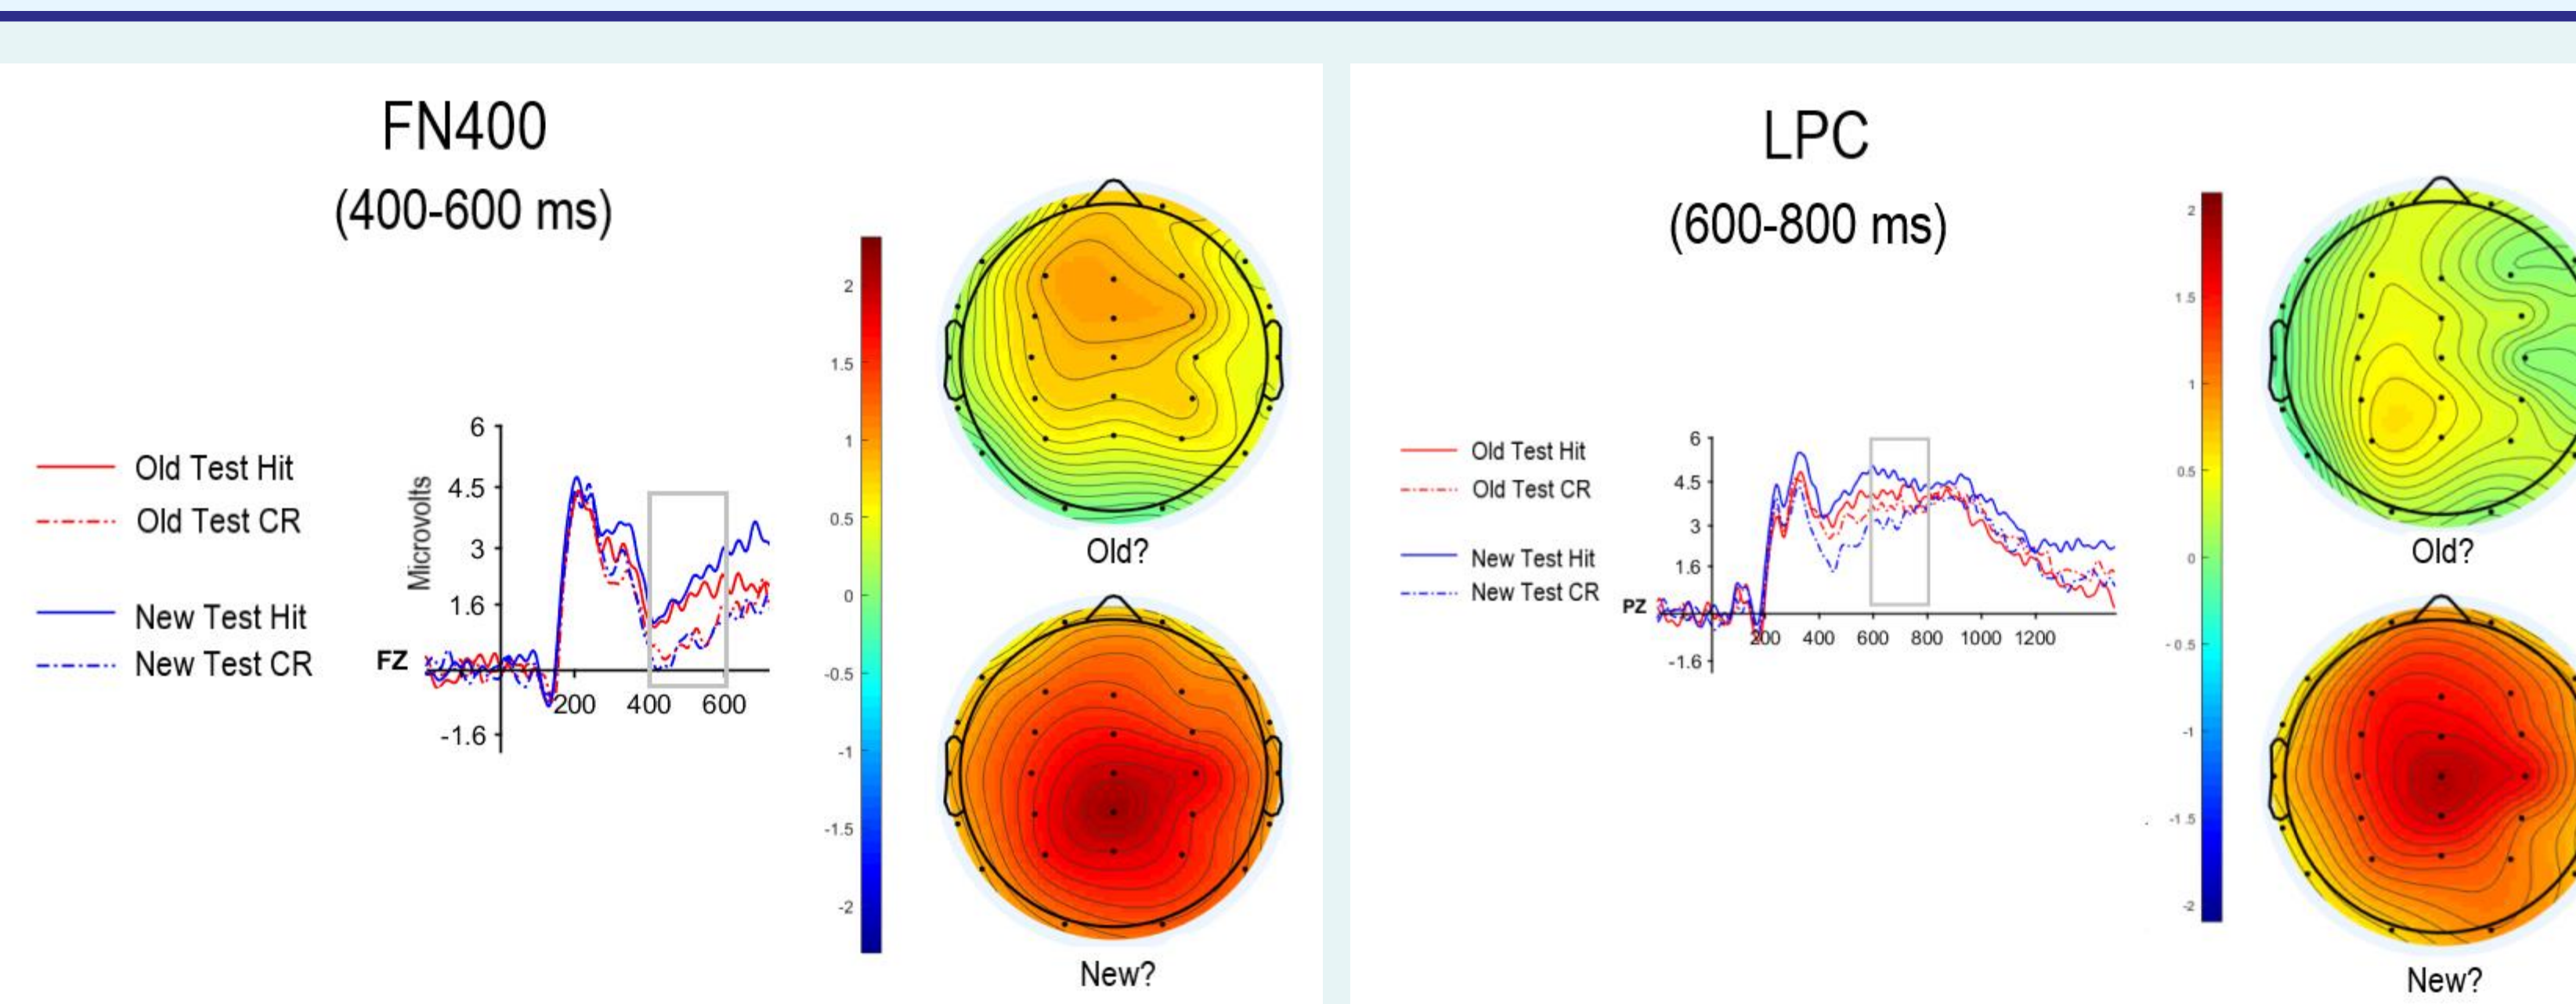 FN400
(400-600 ms)
Old Test Hit
Old Test CR
New Test Hit
New Test CR
Microvolts
6
4.5
3
1.6
-1.6
FZ
200 400 600
2
1.5
1
0.5
0
-0.5
-1
-1.5
-2
Old?
New?
LPC
(600-800 ms)
Old Test Hit
Old Test CR
New Test Hit
New Test CR
6
4.5
3
1.6
-1.6
PZ
200 400 600 800 1000 1200
2
1.5
1
0.5
0
-0.5
-1
-1.5
-2
Old?
New?